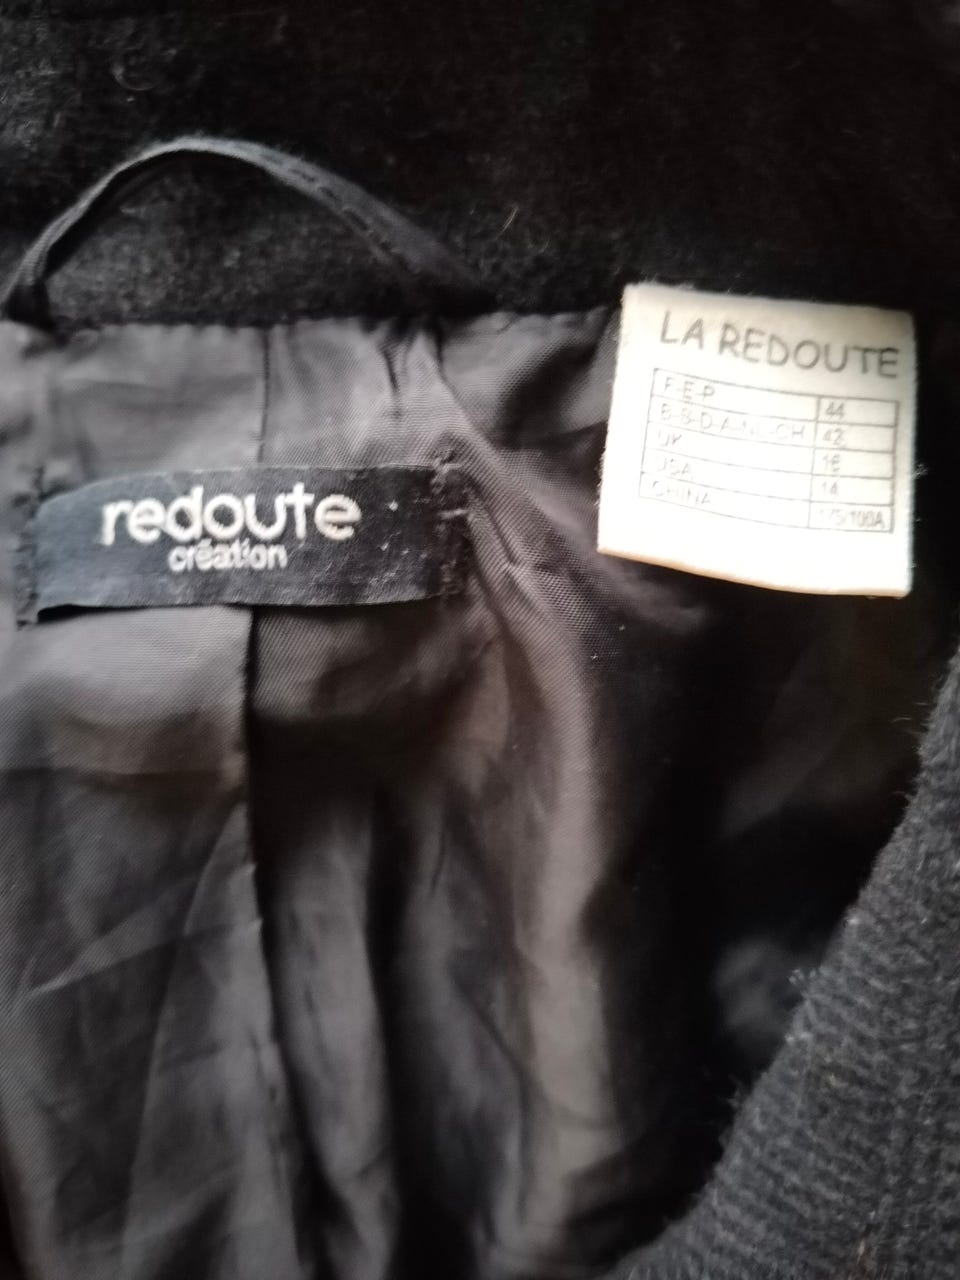 redoute
création
LA REDOUTE
F-E-P 44
B-S-D-A-NL-CH 42
UK 16
USA 14
CHINA 175/100A